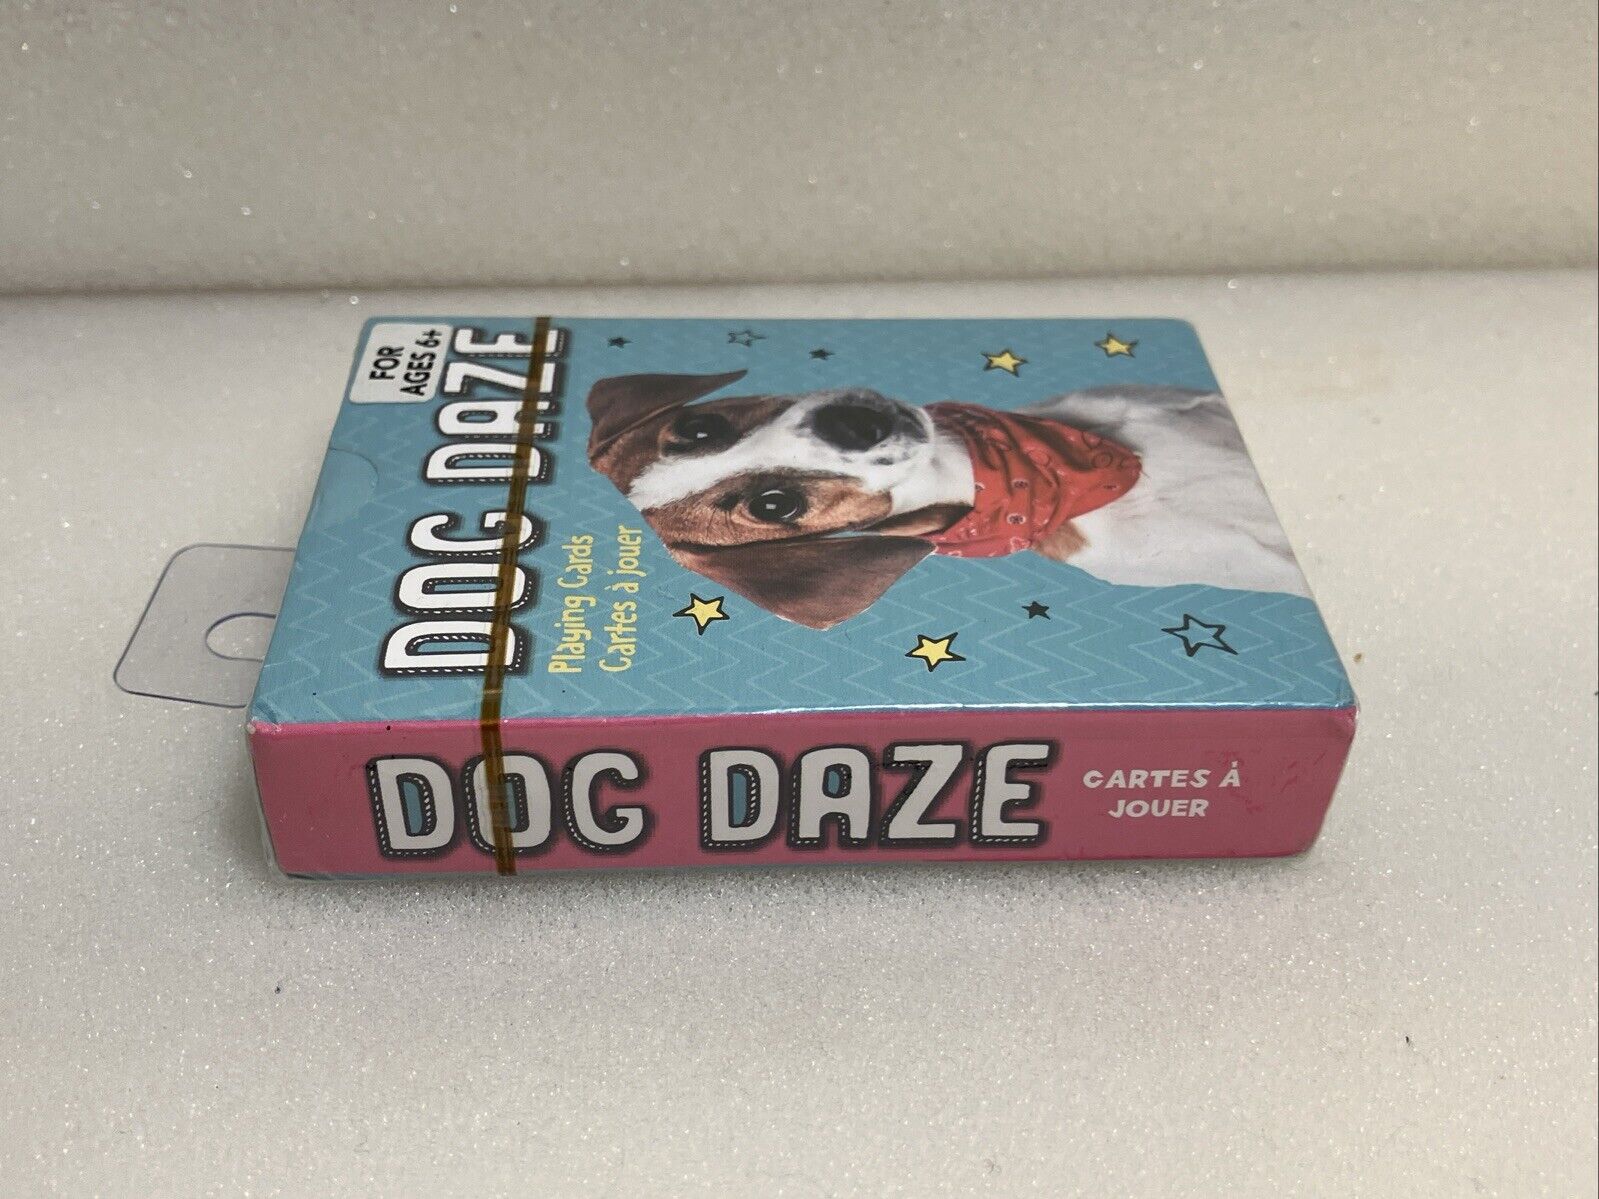 FOR
AGES 6+
DOG DAZE
Playing Cards
Cartes à jouer
DOG DAZE
CARTES À
JOUER